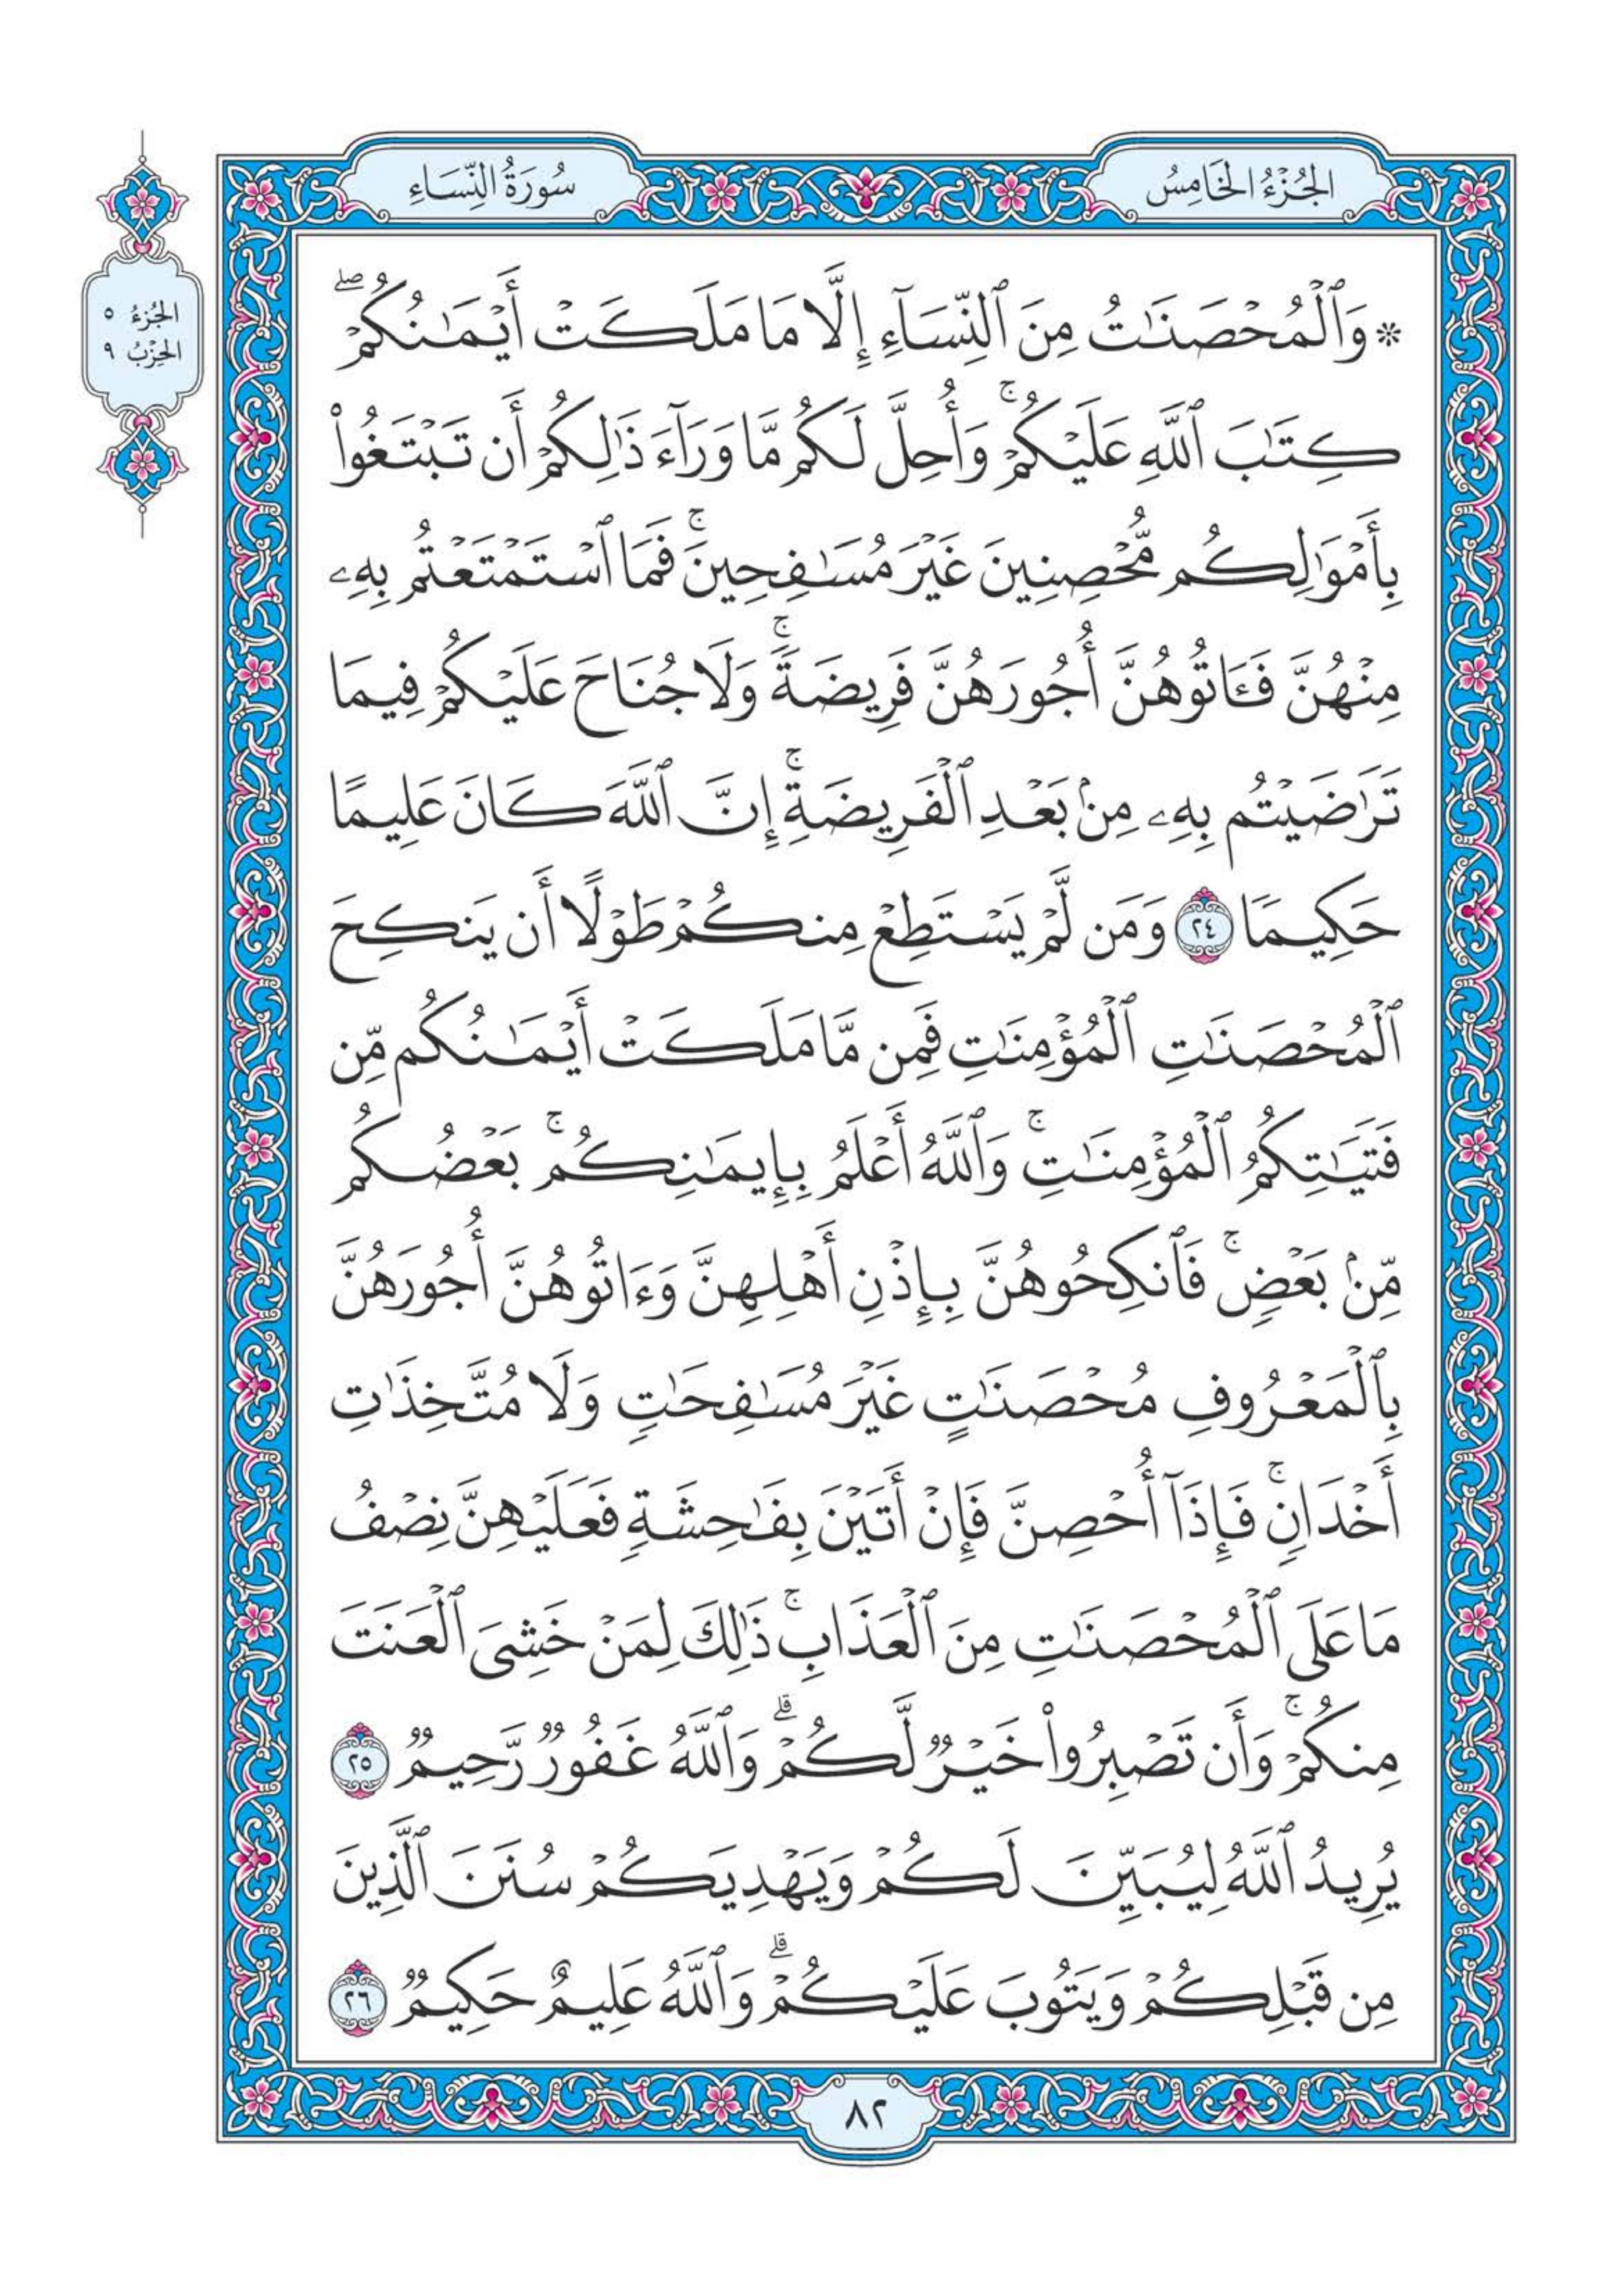 سُورَةُ النِّسَاءِ
الجُزْءُ الخَامِسُ
الجُزْءُ ٥
الحِزْبُ ٩
* وَٱلۡمُحۡصَنَٰتُ مِنَ ٱلنِّسَآءِ إِلَّا مَا مَلَكَتۡ أَيۡمَٰنُكُمۡۖ
كِتَٰبَ ٱللَّهِ عَلَيۡكُمۡۚ وَأُحِلَّ لَكُم مَّا وَرَآءَ ذَٰلِكُمۡ أَن تَبۡتَغُواْ
بِأَمۡوَٰلِكُم مُّحۡصِنِينَ غَيۡرَ مُسَٰفِحِينَۚ فَمَا ٱسۡتَمۡتَعۡتُم بِهِۦ
مِنۡهُنَّ فَـَٔاتُوهُنَّ أُجُورَهُنَّ فَرِيضَةٗۚ وَلَا جُنَاحَ عَلَيۡكُمۡ فِيمَا
تَرَٰضَيۡتُم بِهِۦ مِنۢ بَعۡدِ ٱلۡفَرِيضَةِۚ إِنَّ ٱللَّهَ كَانَ عَلِيمًا
حَكِيمٗا ٢٤ وَمَن لَّمۡ يَسۡتَطِعۡ مِنكُمۡ طَوۡلًا أَن يَنكِحَ
ٱلۡمُحۡصَنَٰتِ ٱلۡمُؤۡمِنَٰتِ فَمِن مَّا مَلَكَتۡ أَيۡمَٰنُكُم مِّن
فَتَيَٰتِكُمُ ٱلۡمُؤۡمِنَٰتِۚ وَٱللَّهُ أَعۡلَمُ بِإِيمَٰنِكُمۚ بَعۡضُكُم
مِّنۢ بَعۡضٖۚ فَٱنكِحُوهُنَّ بِإِذۡنِ أَهۡلِهِنَّ وَءَاتُوهُنَّ أُجُورَهُنَّ
بِٱلۡمَعۡرُوفِ مُحۡصَنَٰتٍ غَيۡرَ مُسَٰفِحَٰتٖ وَلَا مُتَّخِذَٰتِ
أَخۡدَانٖۚ فَإِذَآ أُحۡصِنَّ فَإِنۡ أَتَيۡنَ بِفَٰحِشَةٖ فَعَلَيۡهِنَّ نِصۡفُ
مَا عَلَى ٱلۡمُحۡصَنَٰتِ مِنَ ٱلۡعَذَابِۚ ذَٰلِكَ لِمَنۡ خَشِيَ ٱلۡعَنَتَ
مِنكُمۡۚ وَأَن تَصۡبِرُواْ خَيۡرٞ لَّكُمۡۗ وَٱللَّهُ غَفُورٞ رَّحِيمٞ ٢٥
يُرِيدُ ٱللَّهُ لِيُبَيِّنَ لَكُمۡ وَيَهۡدِيَكُمۡ سُنَنَ ٱلَّذِينَ
مِن قَبۡلِكُمۡ وَيَتُوبَ عَلَيۡكُمۡۗ وَٱللَّهُ عَلِيمٌ حَكِيمٞ ٢٦
٨٢